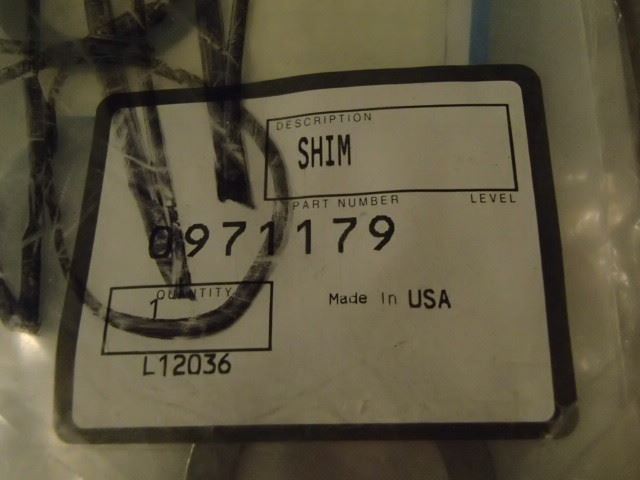 DESCRIPTION
SHIM
PART NUMBER LEVEL
0971179
QUANTITY
1
Made In USA
L12036